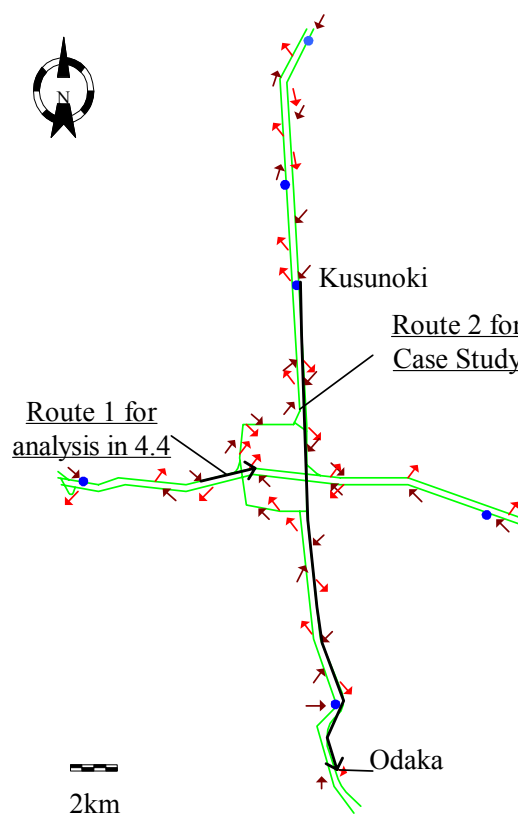 N
Kusunoki
Route 2 for
Case Study
Route 1 for
analysis in 4.4
Odaka
2km